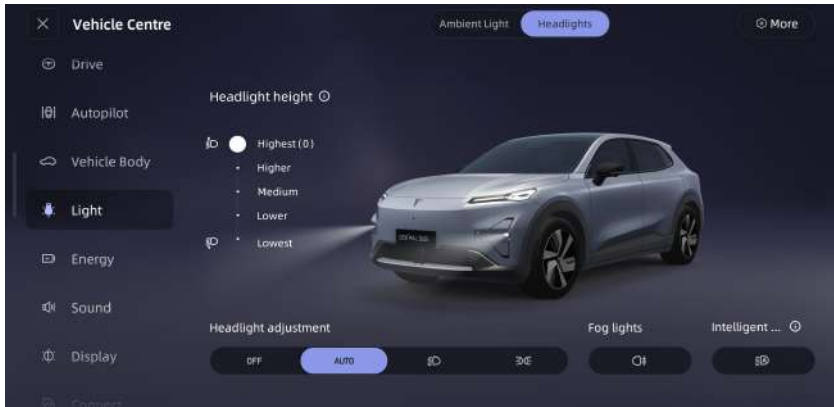 Vehicle Centre
Ambient Light
Headlights
More
Drive
Autopilot
Vehicle Body
Light
Energy
Sound
Display
Connect
Headlight height
Highest (0)
Higher
Medium
Lower
Lowest
Headlight adjustment
OFF
AUTO
Fog lights
Intelligent ...